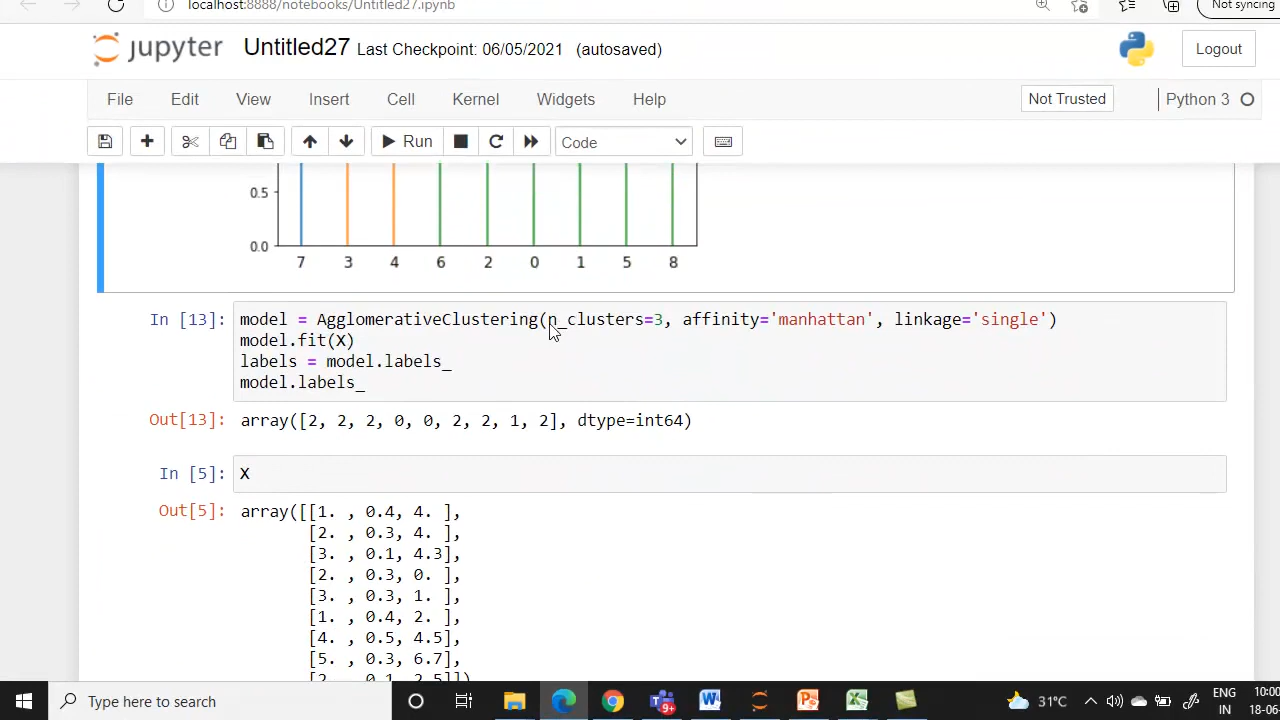 localhost:8888/notebooks/Untitled27.ipynb
Not syncing
jupyter Untitled27 Last Checkpoint: 06/05/2021 (autosaved)
Logout
File Edit View Insert Cell Kernel Widgets Help
Not Trusted
Python 3
Run
Code
0.5
0.0
7 3 4 6 2 0 1 5 8
In [13]: model = AgglomerativeClustering(n_clusters=3, affinity='manhattan', linkage='single')
model.fit(X)
labels = model.labels_
model.labels_
Out[13]: array([2, 2, 2, 0, 0, 2, 2, 1, 2], dtype=int64)
In [5]: X
Out[5]: array([[1. , 0.4, 4. ],
[2. , 0.3, 4. ],
[3. , 0.1, 4.3],
[2. , 0.3, 0. ],
[3. , 0.3, 1. ],
[1. , 0.4, 2. ],
[4. , 0.5, 4.5],
[5. , 0.3, 6.7],
[2. , 0.1, 2.5]])
Type here to search
9+
31°C
ENG
IN
10:00
18-06